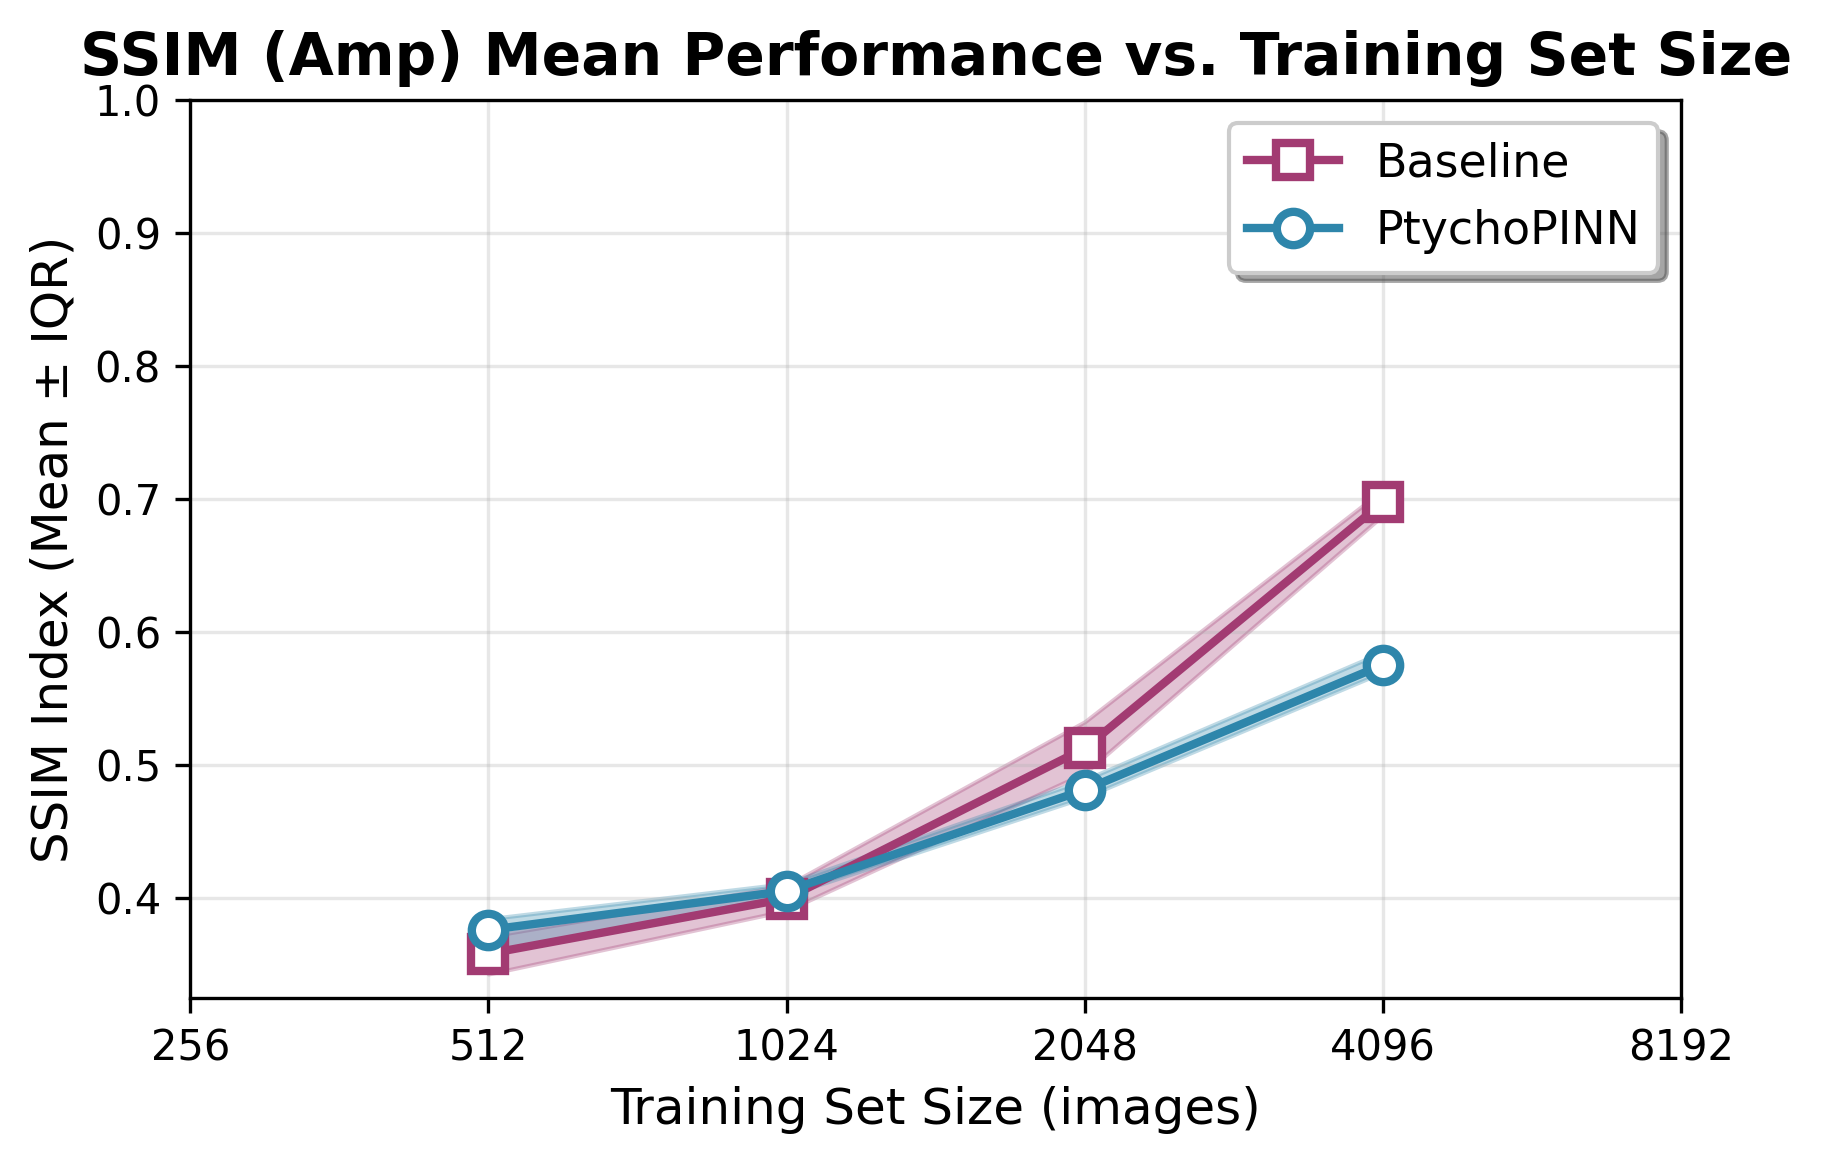 SSIM (Amp) Mean Performance vs. Training Set Size
SSIM Index (Mean ± IQR)
1.0
0.9
0.8
0.7
0.6
0.5
0.4
Baseline
PtychoPINN
256 512 1024 2048 4096 8192
Training Set Size (images)